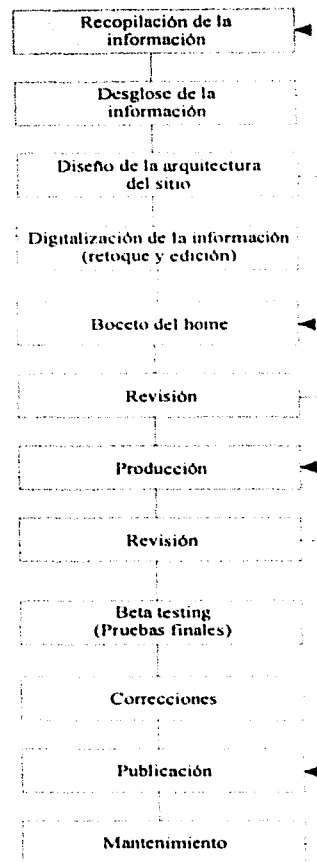 Recopilación de la
información
Desglose de la
información
Diseño de la arquitectura
del sitio
Digitalización de la información
(retoque y edición)
Boceto del home
Revisión
Producción
Revisión
Beta testing
(Pruebas finales)
Correcciones
Publicación
Mantenimiento